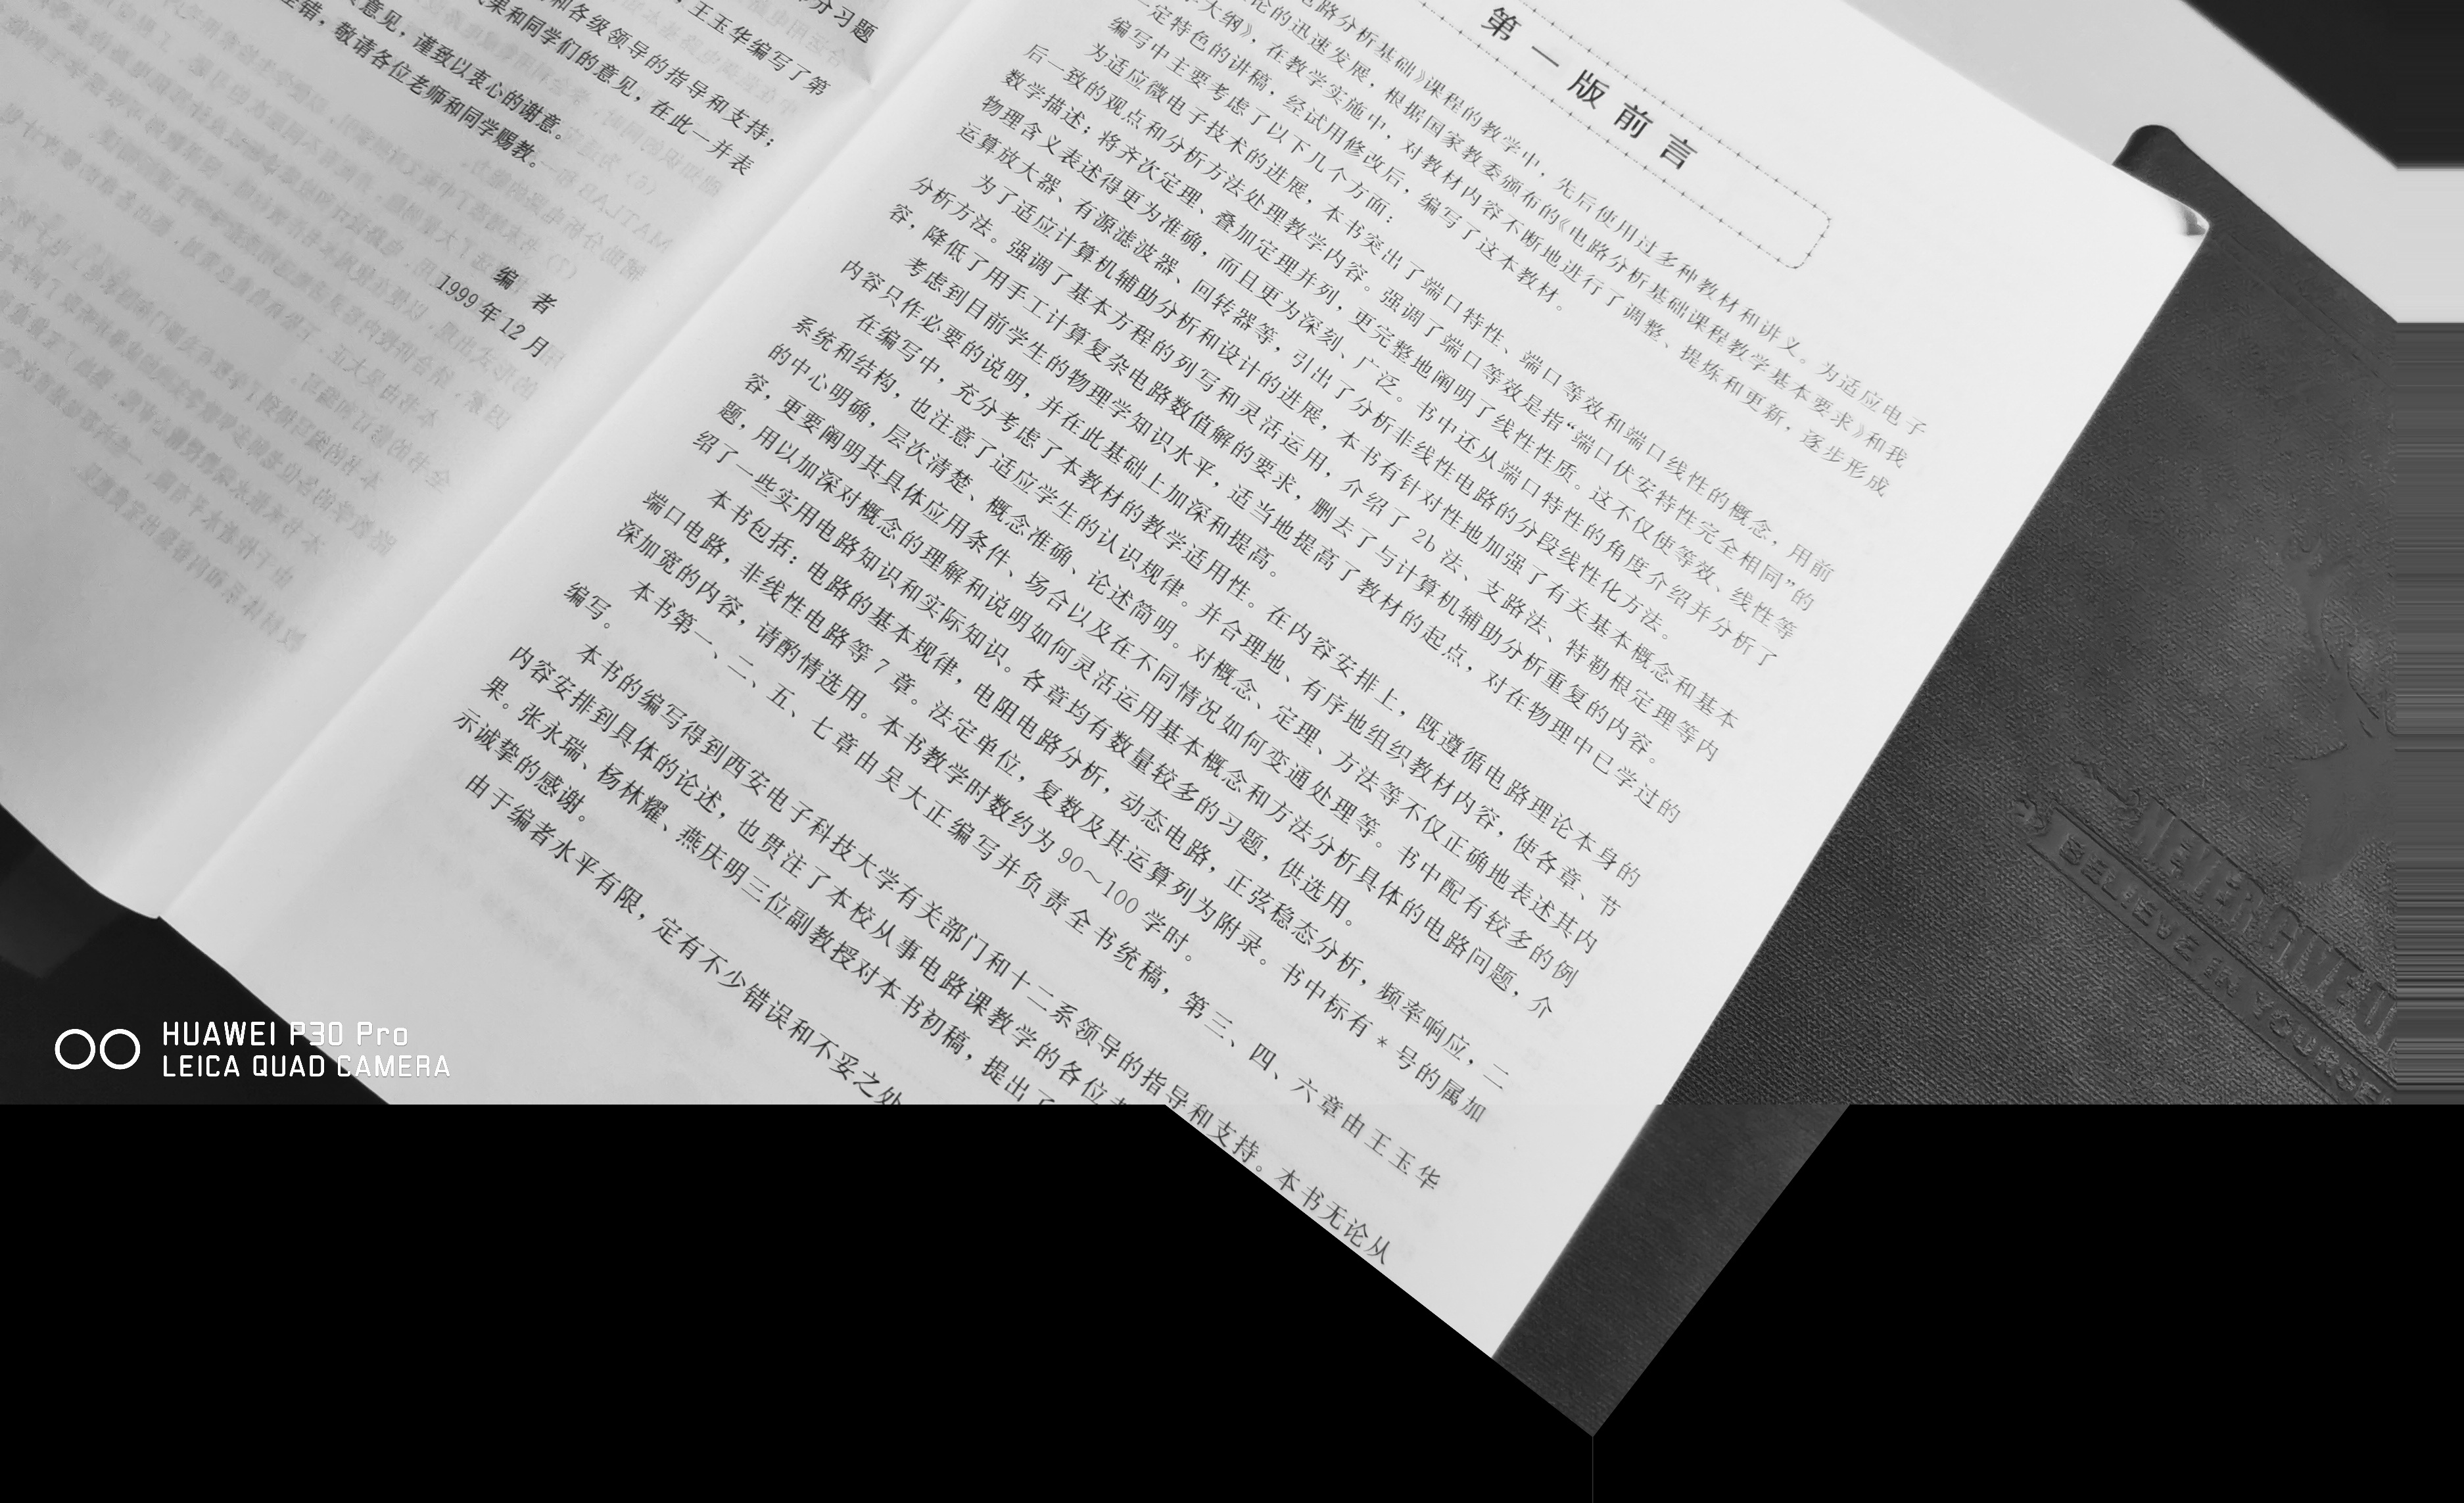 分习题
,王玉华编写了第
和各级领导的指导和支持;
果和同学们的意见,在此一并表
意见,谨致以衷心的谢意。
错,敬请各位老师和同学赐教。
编 者
1999年12月
第一版前言
电路分析基础》课程的教学中,先后使用过多种教材和讲义。为适应电子
论的迅速发展,根据国家教委颁布的《电路分析基础课程教学基本要求》和我
大纲》,在教学实施中,对教材内容不断地进行了调整、提炼和更新,逐步形成
一定特色的讲稿,经试用修改后,编写了这本教材。
编写中主要考虑了以下几个方面:
为适应微电子技术的进展,本书突出了端口特性、端口等效和端口线性的概念,用前
后一致的观点和分析方法处理教学内容。强调了端口等效是指“端口伏安特性完全相同”的
数学描述;将齐次定理、叠加定理并列,更完整地阐明了线性性质。这不仅使等效、线性等
物理含义表述得更为准确,而且更为深刻、广泛。书中还从端口特性的角度介绍并分析了
运算放大器、有源滤波器、回转器等,引出了分析非线性电路的分段线性化方法。
为了适应计算机辅助分析和设计的进展,本书有针对性地加强了有关基本概念和基本
分析方法。强调了基本方程的列写和灵活运用,介绍了2b法、支路法、特勒根定理等内
容,降低了用手工计算复杂电路数值解的要求,删去了与计算机辅助分析重复的内容。
考虑到目前学生的物理学知识水平,适当地提高了教材的起点,对在物理中已学过的
内容只作必要的说明,并在此基础上加深和提高。
在编写中,充分考虑了本教材的教学适用性。在内容安排上,既遵循电路理论本身的
系统和结构,也注意了适应学生的认识规律。并合理地、有序地组织教材内容,使各章、节
的中心明确,层次清楚、概念准确、论述简明。对概念、定理、方法等不仅正确地表述其内
容,更要阐明其具体应用条件、场合以及在不同情况如何变通处理等。书中配有较多的例
题,用以加深对概念的理解和说明如何灵活运用基本概念和方法分析具体的电路问题,介
绍了一些实用电路知识和实际知识。各章均有数量较多的习题,供选用。
本书包括:电路的基本规律,电阻电路分析,动态电路,正弦稳态分析,频率响应,二
端口电路,非线性电路等7章。法定单位,复数及其运算列为附录。书中标有*号的属加
深加宽的内容,请酌情选用。本书教学时数约为90~100学时。
本书第一、二、五、七章由吴大正编写并负责全书统稿,第三、四、六章由王玉华
编写。
本书的编写得到西安电子科技大学有关部门和十二系领导的指导和支持。本书无论从
内容安排到具体的论述,也贯注了本校从事电路课教学的各位
果。张永瑞、杨林耀、燕庆明三位副教授对本书初稿,提出了
示诚挚的感谢。
由于编者水平有限,定有不少错误和不妥之处
NEVER GIVE U
BELIEVE IN YOURSE
HUAWEI P30 Pro
LEICA QUAD CAMERA